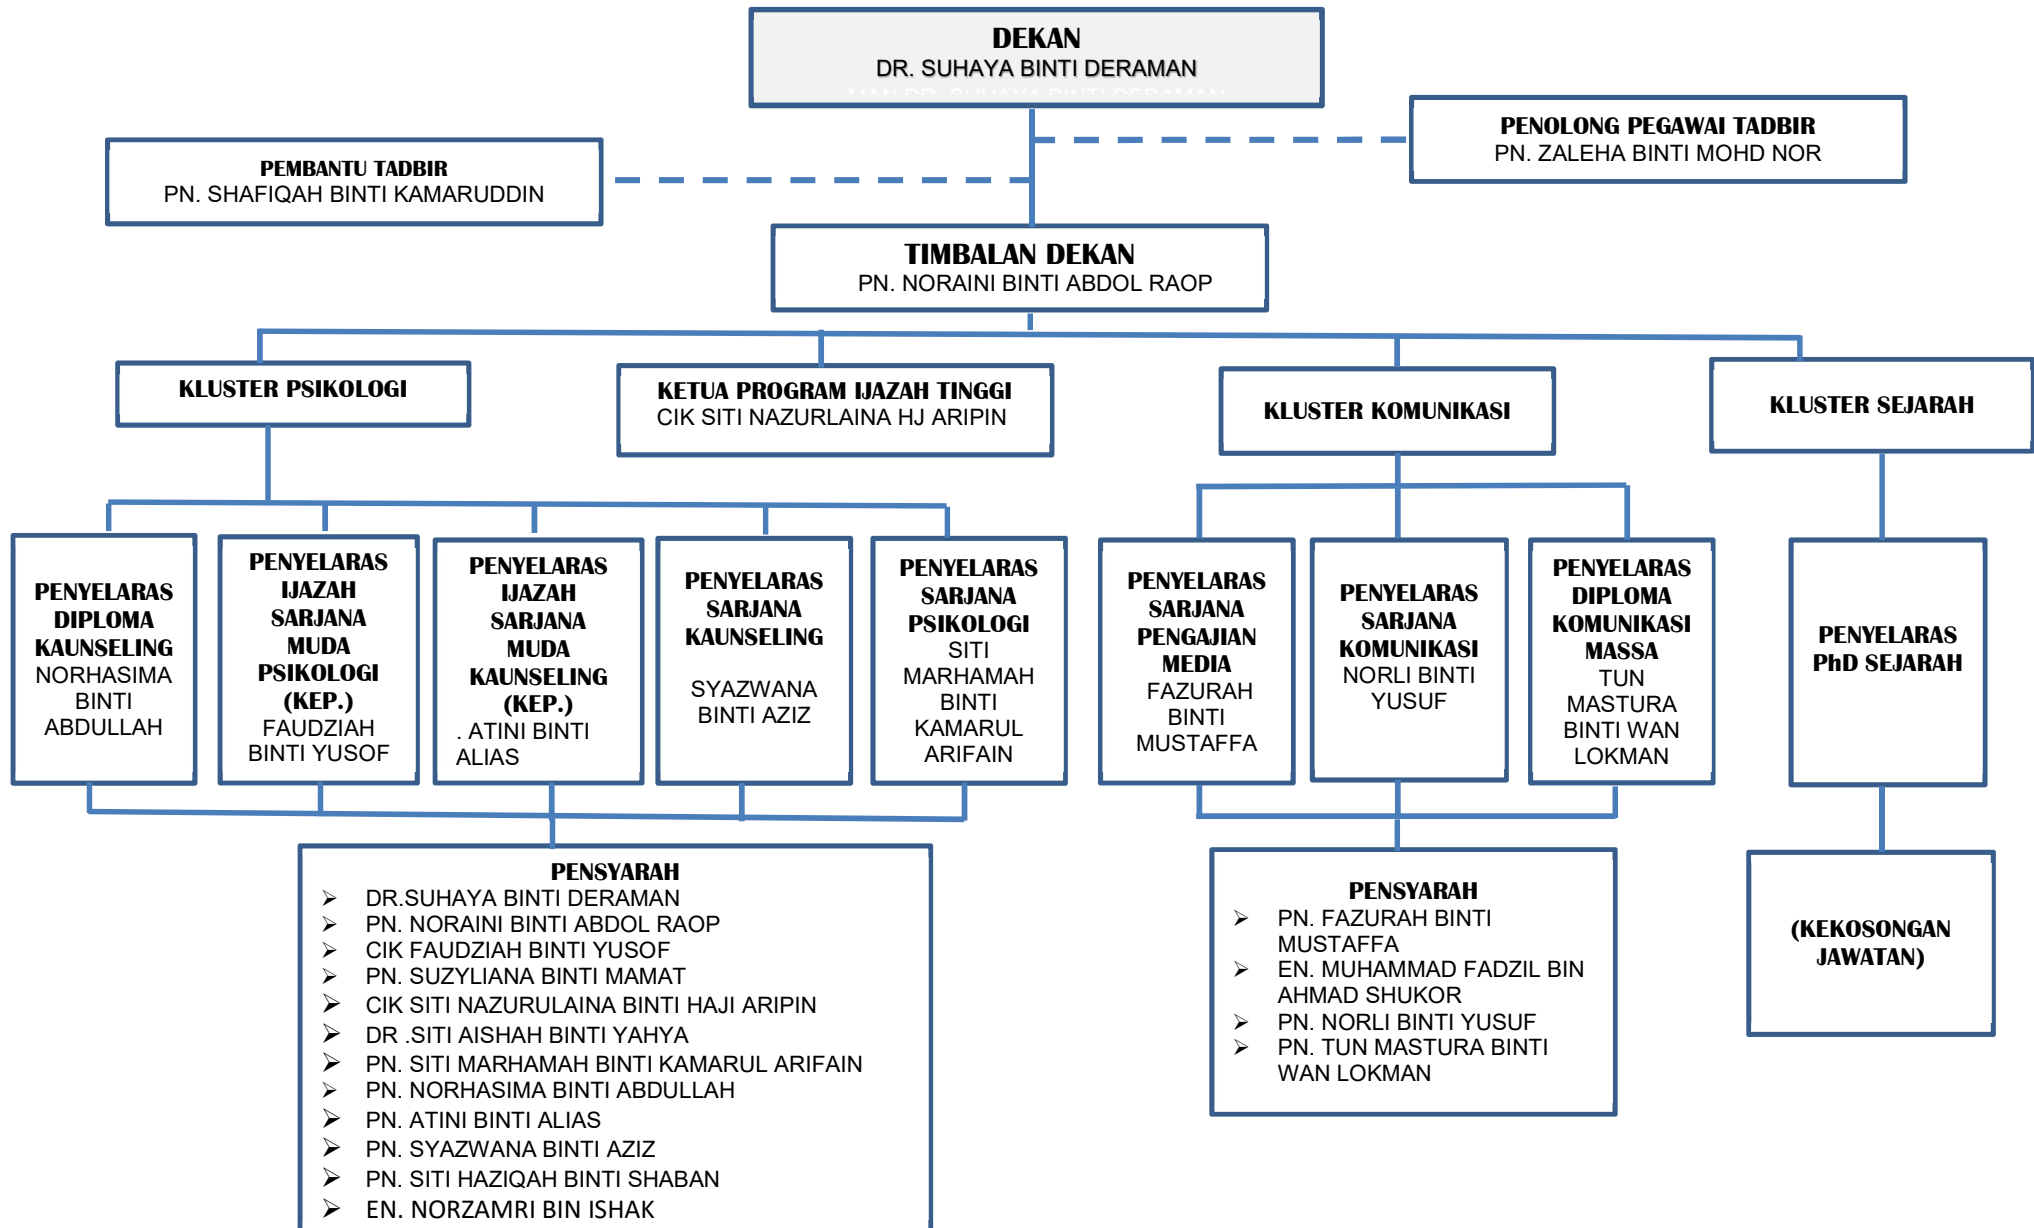 DEKAN
DR. SUHAYA BINTI DERAMAN
PENOLONG PEGAWAI TADBIR
PN. ZALEHA BINTI MOHD NOR
PEMBANTU TADBIR
PN. SHAFIQAH BINTI KAMARUDDIN
TIMBALAN DEKAN
PN. NORAINI BINTI ABDOL RAOP
KLUSTER PSIKOLOGI
KETUA PROGRAM IJAZAH TINGGI
CIK SITI NAZURLAINA HJ ARIPIN
KLUSTER KOMUNIKASI
KLUSTER SEJARAH
PENYELARAS
DIPLOMA
KAUNSELING
NORHASIMA
BINTI
ABDULLAH
PENYELARAS
IJAZAH
SARJANA
MUDA
PSIKOLOGI
(KEP.)
FAUDZIAH
BINTI YUSOF
PENYELARAS
IJAZAH
SARJANA
MUDA
KAUNSELING
(KEP.)
. ATINI BINTI
ALIAS
PENYELARAS
SARJANA
KAUNSELING
SYAZWANA
BINTI AZIZ
PENYELARAS
SARJANA
PSIKOLOGI
SITI
MARHAMAH
BINTI
KAMARUL
ARIFAIN
PENYELARAS
SARJANA
PENGAJIAN
MEDIA
FAZURAH
BINTI
MUSTAFFA
PENYELARAS
SARJANA
KOMUNIKASI
NORLI BINTI
YUSUF
PENYELARAS
DIPLOMA
KOMUNIKASI
MASSA
TUN
MASTURA
BINTI WAN
LOKMAN
PENYELARAS
PhD SEJARAH
PENSYARAH
➢ DR.SUHAYA BINTI DERAMAN
➢ PN. NORAINI BINTI ABDOL RAOP
➢ CIK FAUDZIAH BINTI YUSOF
➢ PN. SUZYLIANA BINTI MAMAT
➢ CIK SITI NAZURULAINA BINTI HAJI ARIPIN
➢ DR .SITI AISHAH BINTI YAHYA
➢ PN. SITI MARHAMAH BINTI KAMARUL ARIFAIN
➢ PN. NORHASIMA BINTI ABDULLAH
➢ PN. ATINI BINTI ALIAS
➢ PN. SYAZWANA BINTI AZIZ
➢ PN. SITI HAZIQAH BINTI SHABAN
➢ EN. NORZAMRI BIN ISHAK
PENSYARAH
➢ PN. FAZURAH BINTI
MUSTAFFA
➢ EN. MUHAMMAD FADZIL BIN
AHMAD SHUKOR
➢ PN. NORLI BINTI YUSUF
➢ PN. TUN MASTURA BINTI
WAN LOKMAN
(KEKOSONGAN
JAWATAN)